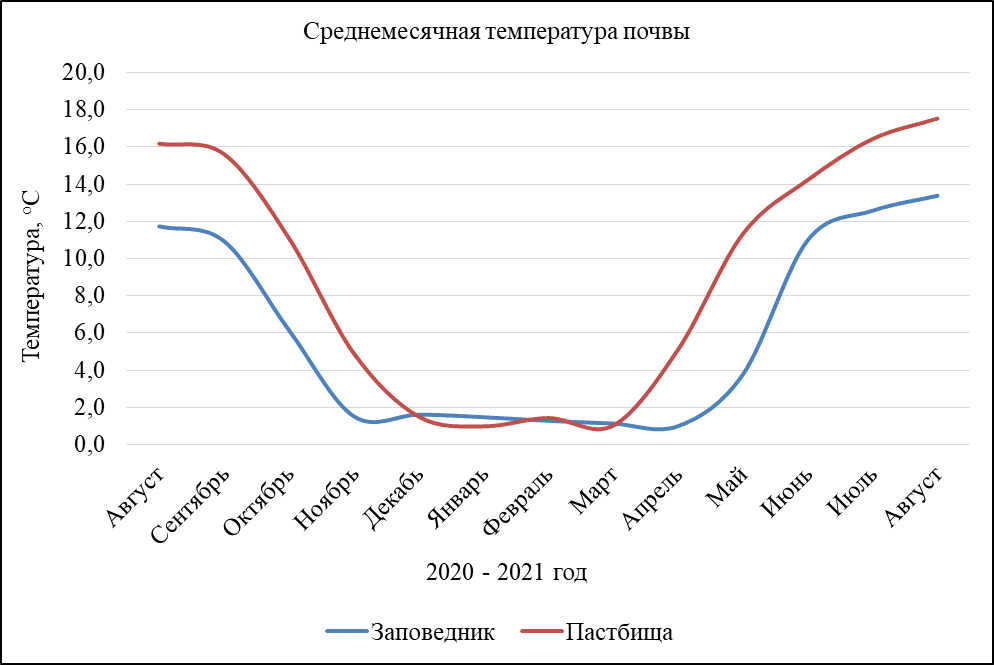 Среднемесячная температура почвы
20,0
18,0
16,0
14,0
12,0
10,0
8,0
6,0
4,0
2,0
0,0
Температура, °С
Август
Сентябрь
Октябрь
Ноябрь
Декабь
Январь
Февраль
Март
Апрель
Май
Июнь
Июль
Август
2020 - 2021 год
Заповедник
Пастбища